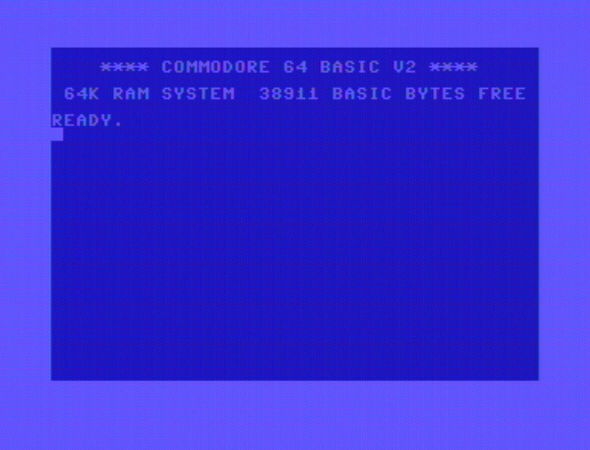 **** COMMODORE 64 BASIC V2 ****
64K RAM SYSTEM  38911 BASIC BYTES FREE
READY.